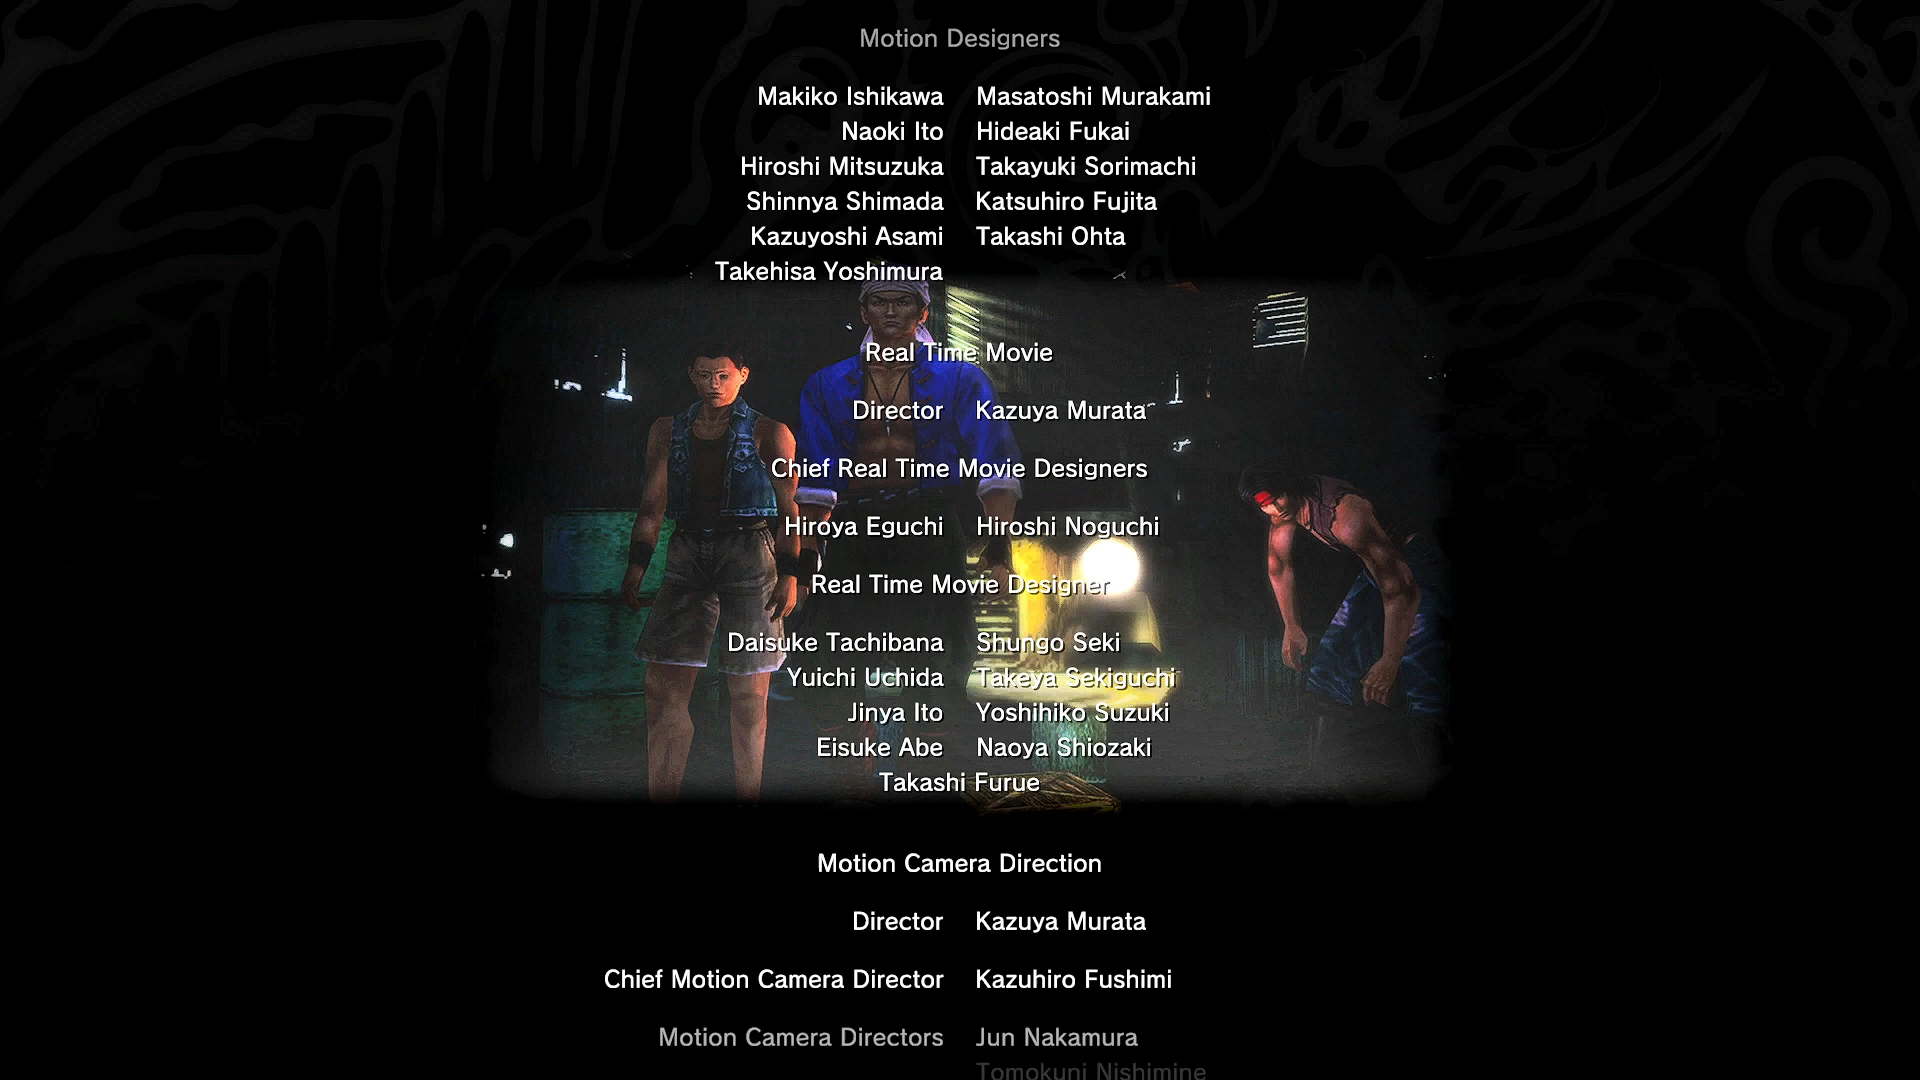 Motion Designers
Makiko Ishikawa Masatoshi Murakami
Naoki Ito Hideaki Fukai
Hiroshi Mitsuzuka Takayuki Sorimachi
Shinnya Shimada Katsuhiro Fujita
Kazuyoshi Asami Takashi Ohta
Takehisa Yoshimura
Real Time Movie
Director Kazuya Murata
Chief Real Time Movie Designers
Hiroya Eguchi Hiroshi Noguchi
Real Time Movie Designer
Daisuke Tachibana Shungo Seki
Yuichi Uchida Takeya Sekiguchi
Jinya Ito Yoshihiko Suzuki
Eisuke Abe Naoya Shiozaki
Takashi Furue
Motion Camera Direction
Director Kazuya Murata
Chief Motion Camera Director Kazuhiro Fushimi
Motion Camera Directors Jun Nakamura
Tomokuni Nishimine